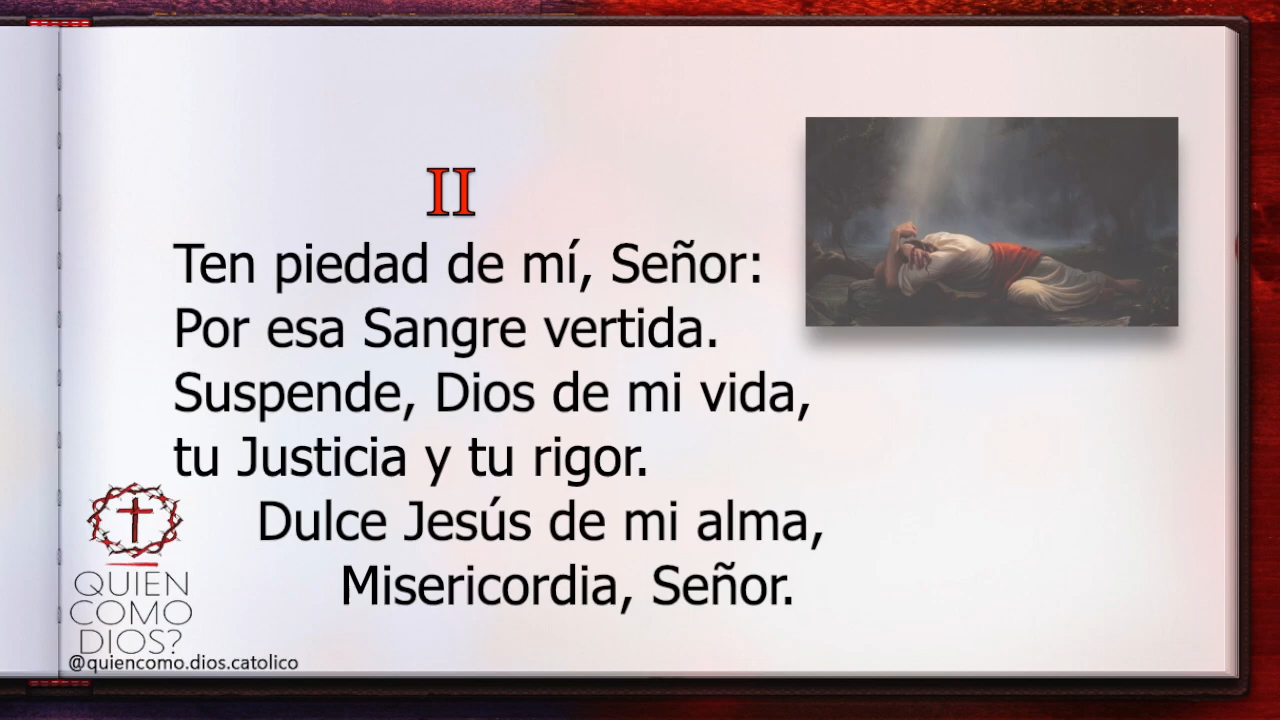 II
Ten piedad de mí, Señor:
Por esa Sangre vertida.
Suspende, Dios de mi vida,
tu Justicia y tu rigor.
Dulce Jesús de mi alma,
Misericordia, Señor.
QUIEN
COMO
DIOS?
@quiencomo.dios.catolico